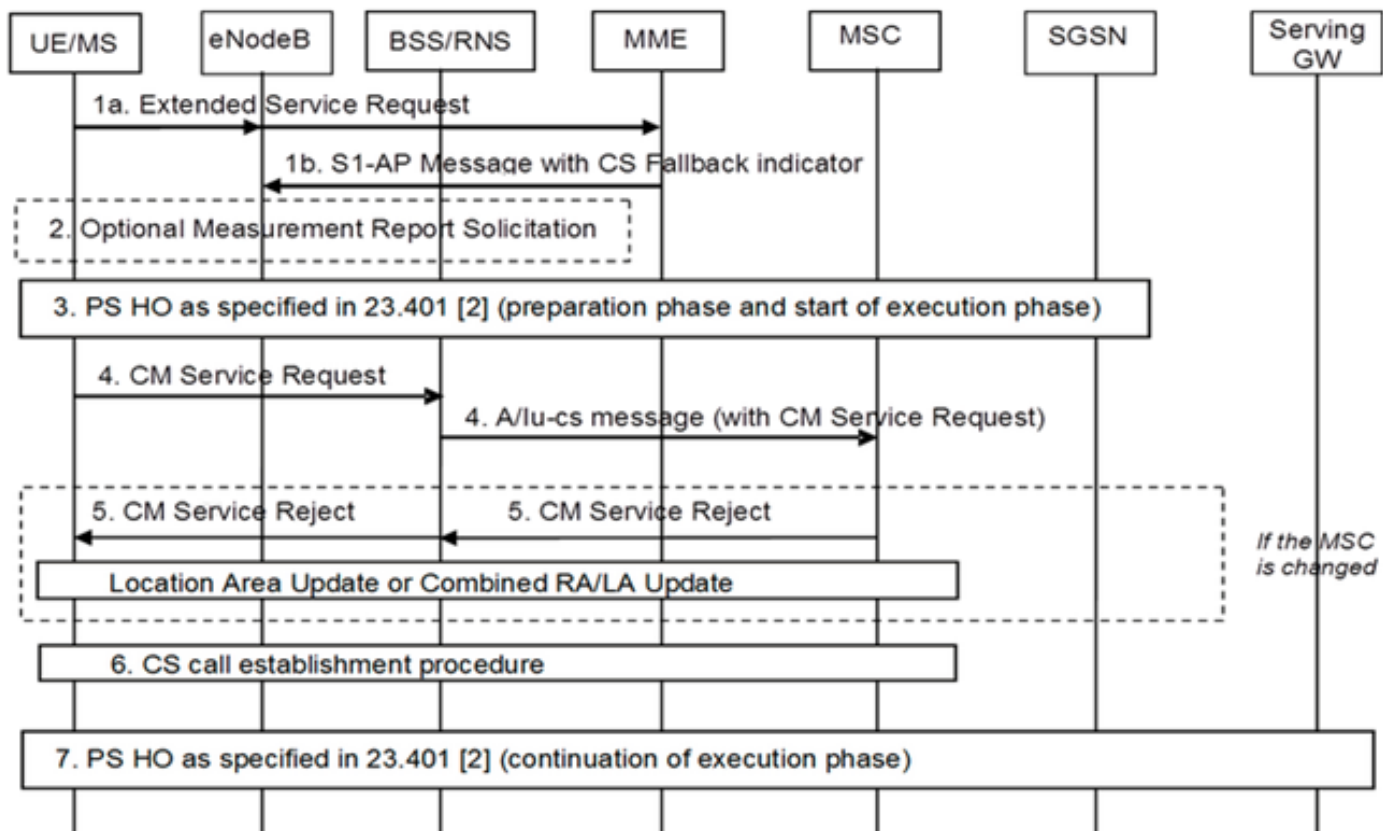 UE/MS
eNodeB
BSS/RNS
MME
MSC
SGSN
Serving
GW
1a. Extended Service Request
1b. S1-AP Message with CS Fallback indicator
2. Optional Measurement Report Solicitation
3. PS HO as specified in 23.401 [2] (preparation phase and start of execution phase)
4. CM Service Request
4. A/Iu-cs message (with CM Service Request)
5. CM Service Reject
5. CM Service Reject
If the MSC
is changed
Location Area Update or Combined RA/LA Update
6. CS call establishment procedure
7. PS HO as specified in 23.401 [2] (continuation of execution phase)